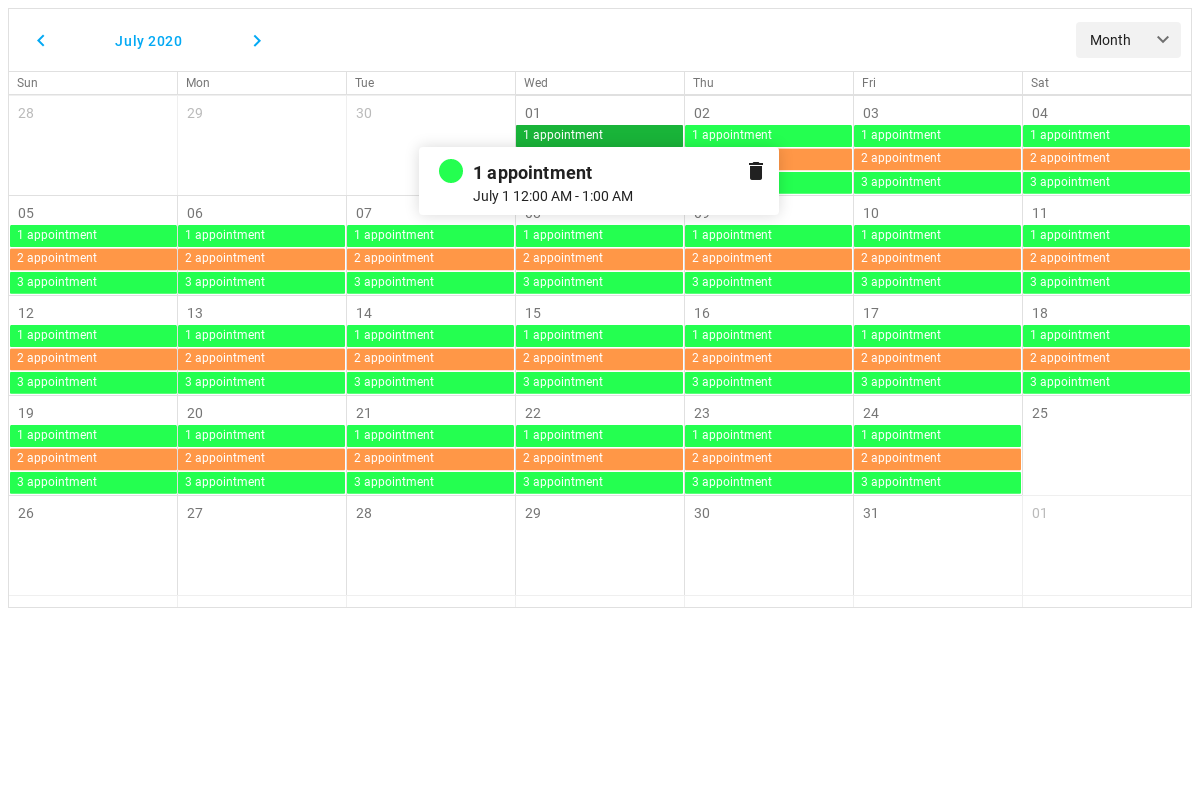 July 2020
Month
Sun Mon Tue Wed Thu Fri Sat
28 29 30 01 02 03 04
1 appointment 1 appointment 1 appointment 1 appointment
2 appointment 2 appointment
3 appointment 3 appointment
1 appointment
July 1 12:00 AM - 1:00 AM
05 06 07 10 11
1 appointment 1 appointment 1 appointment 1 appointment 1 appointment 1 appointment 1 appointment
2 appointment 2 appointment 2 appointment 2 appointment 2 appointment 2 appointment 2 appointment
3 appointment 3 appointment 3 appointment 3 appointment 3 appointment 3 appointment 3 appointment
12 13 14 15 16 17 18
1 appointment 1 appointment 1 appointment 1 appointment 1 appointment 1 appointment 1 appointment
2 appointment 2 appointment 2 appointment 2 appointment 2 appointment 2 appointment 2 appointment
3 appointment 3 appointment 3 appointment 3 appointment 3 appointment 3 appointment 3 appointment
19 20 21 22 23 24 25
1 appointment 1 appointment 1 appointment 1 appointment 1 appointment 1 appointment
2 appointment 2 appointment 2 appointment 2 appointment 2 appointment 2 appointment
3 appointment 3 appointment 3 appointment 3 appointment 3 appointment 3 appointment
26 27 28 29 30 31 01